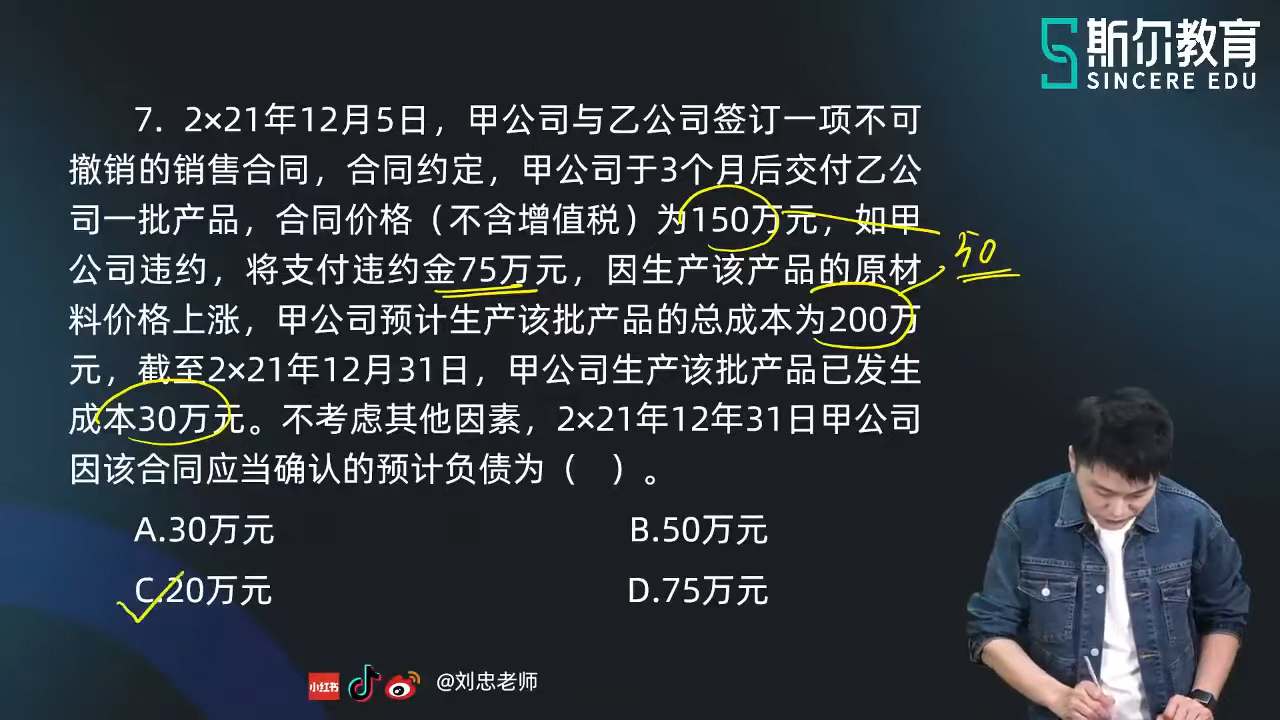 斯尔教育
SINCERE EDU
7. 2×21年12月5日，甲公司与乙公司签订一项不可
撤销的销售合同，合同约定，甲公司于3个月后交付乙公
司一批产品，合同价格（不含增值税）为150万元，如甲
公司违约，将支付违约金75万元，因生产该产品的原材
料价格上涨，甲公司预计生产该批产品的总成本为200万
元，截至2×21年12月31日，甲公司生产该批产品已发生
成本30万元。不考虑其他因素，2×21年12年31日甲公司
因该合同应当确认的预计负债为（ ）。
50
A.30万元
B.50万元
C.20万元
D.75万元
小红书
@刘忠老师